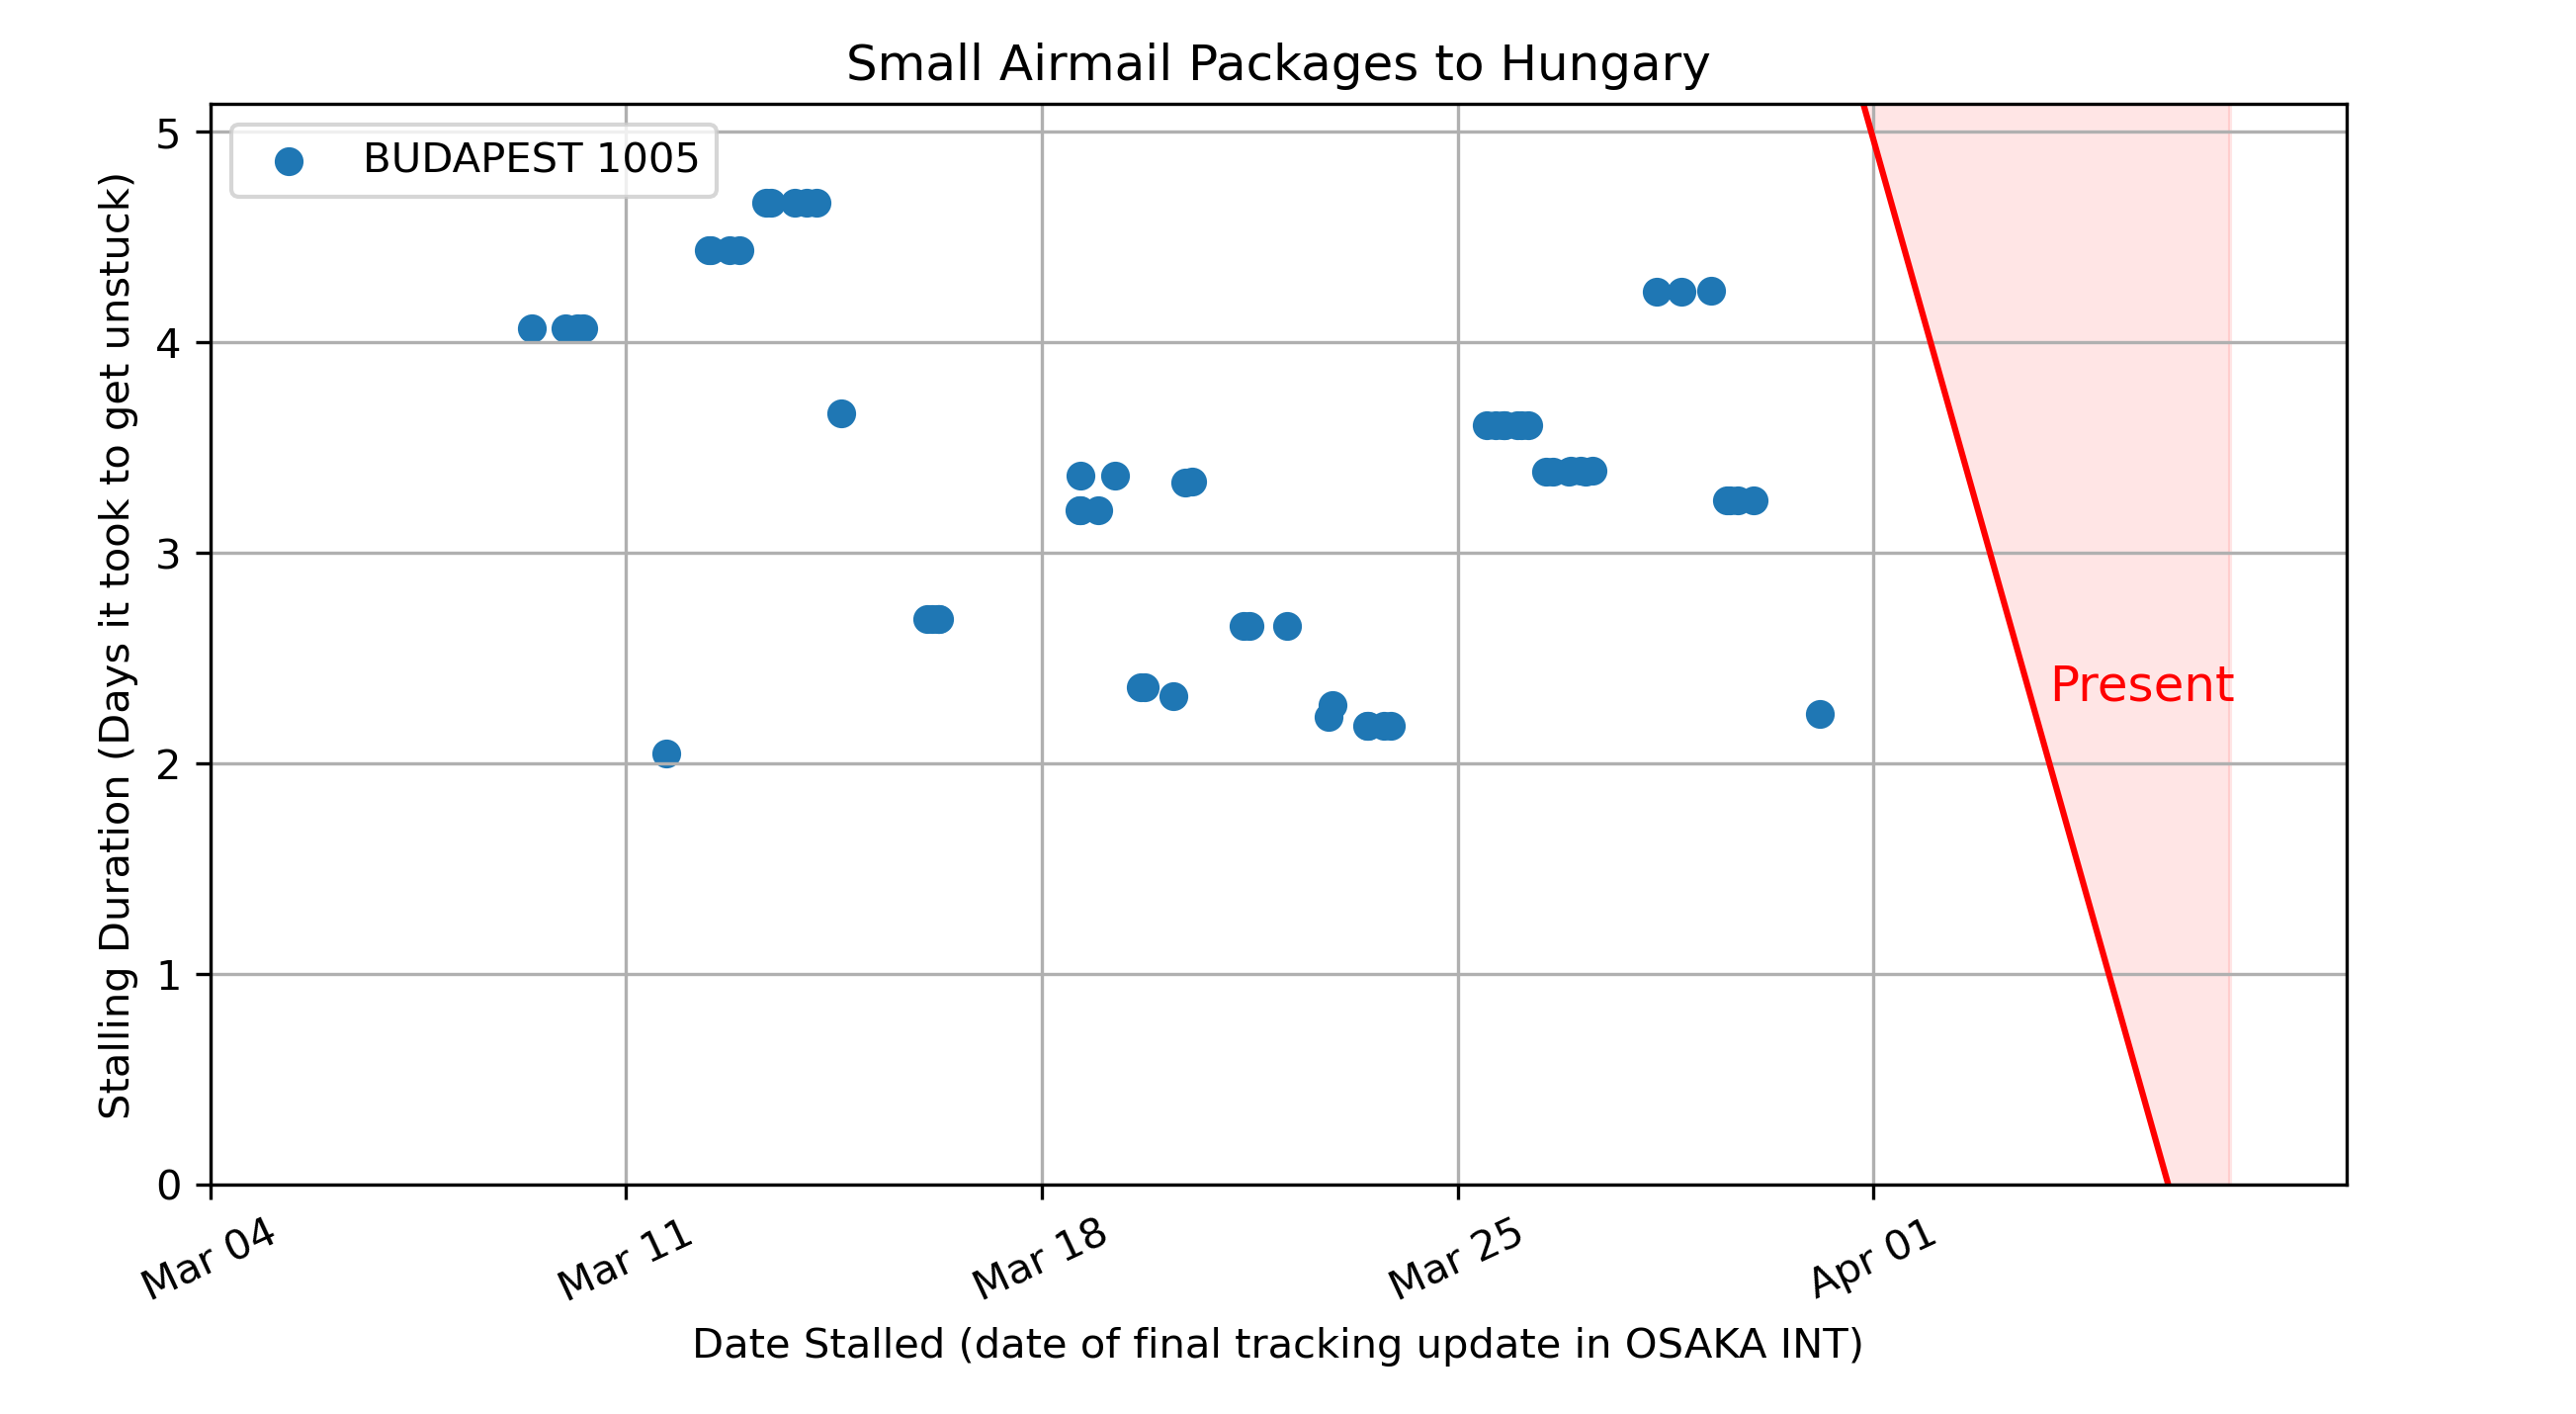 Small Airmail Packages to Hungary
BUDAPEST 1005
Stalling Duration (Days it took to get unstuck)
5
4
3
2
1
0
Present
Mar 04
Mar 11
Mar 18
Mar 25
Apr 01
Date Stalled (date of final tracking update in OSAKA INT)